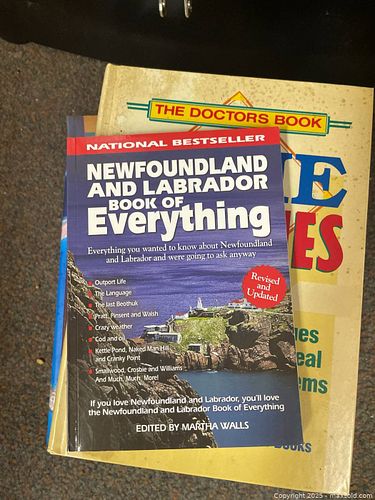 THE DOCTORS BOOK
NATIONAL BESTSELLER
NEWFOUNDLAND
AND LABRADOR
BOOK OF
Everything
Everything you wanted to know about Newfoundland
and Labrador and were going to ask anyway
Revised
and
Updated
Outport Life
The Language
The last Beothuk
Pratt, Pinsent and Walsh
Crazy weather
Cod and oil
Kettle Pond, Naked Man Hill
and Cranky Point
Smallwood, Crosbie and Williams
And Much, Much, More!
If you love Newfoundland and Labrador, you'll love
the Newfoundland and Labrador Book of Everything
EDITED BY MARTHA WALLS
BOOKS
Copyright 2025 - maxsold.com